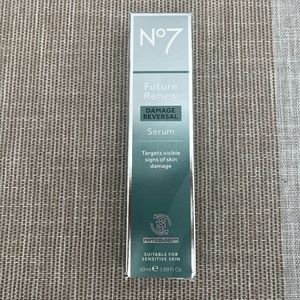 No7
Future
Renew
DAMAGE
REVERSAL
Serum
Targets visible
signs of skin
damage
PEPTICOLOGY™
SUITABLE FOR
SENSITIVE SKIN
50ml ℮ 1.69 Fl. Oz